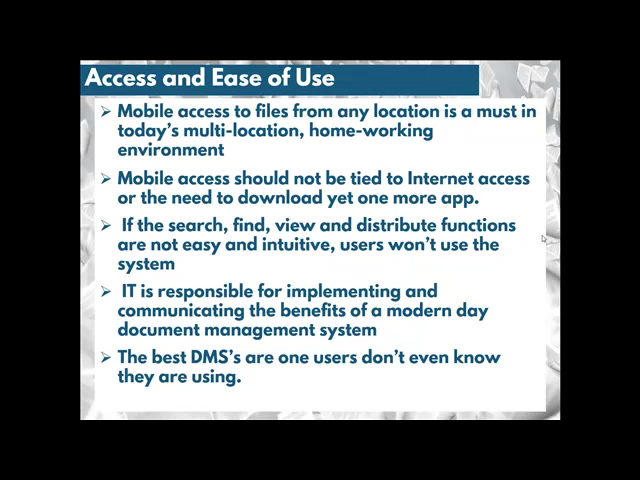 Access and Ease of Use
➢ Mobile access to files from any location is a must in
today's multi-location, home-working
environment
➢ Mobile access should not be tied to Internet access
or the need to download yet one more app.
➢ If the search, find, view and distribute functions
are not easy and intuitive, users won't use the
system
➢ IT is responsible for implementing and
communicating the benefits of a modern day
document management system
➢ The best DMS's are one users don't even know
they are using.